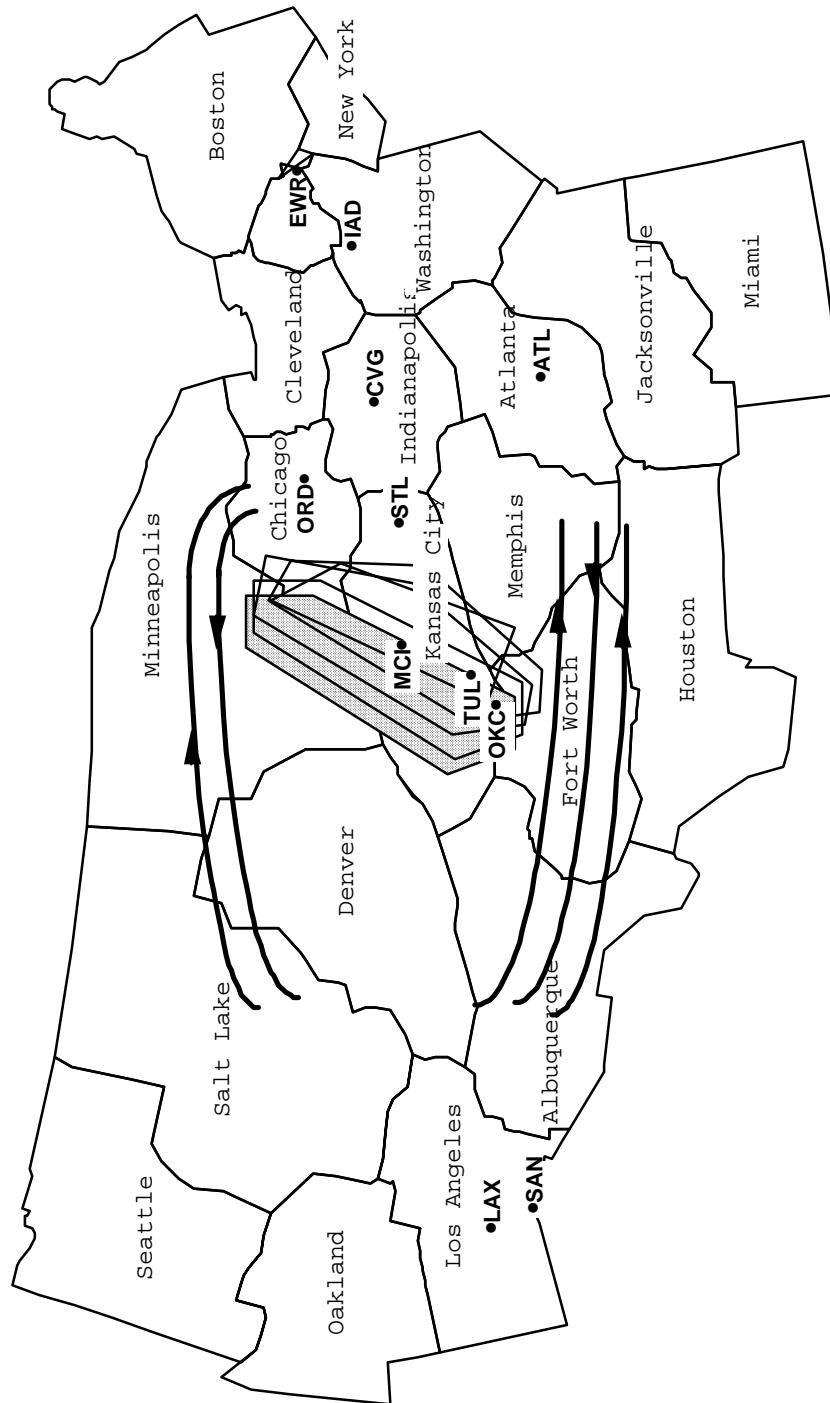 Seattle
Oakland
Salt Lake
Los Angeles
LAX
SAN
Albuquerque
Denver
Minneapolis
Fort Worth
OKC
TUL
MCI
Kansas City
Houston
Memphis
STL
Chicago
ORD
Indianapolis
CVG
Cleveland
Atlanta
ATL
Jacksonville
Miami
Washington
IAD
EWR
Boston
New York